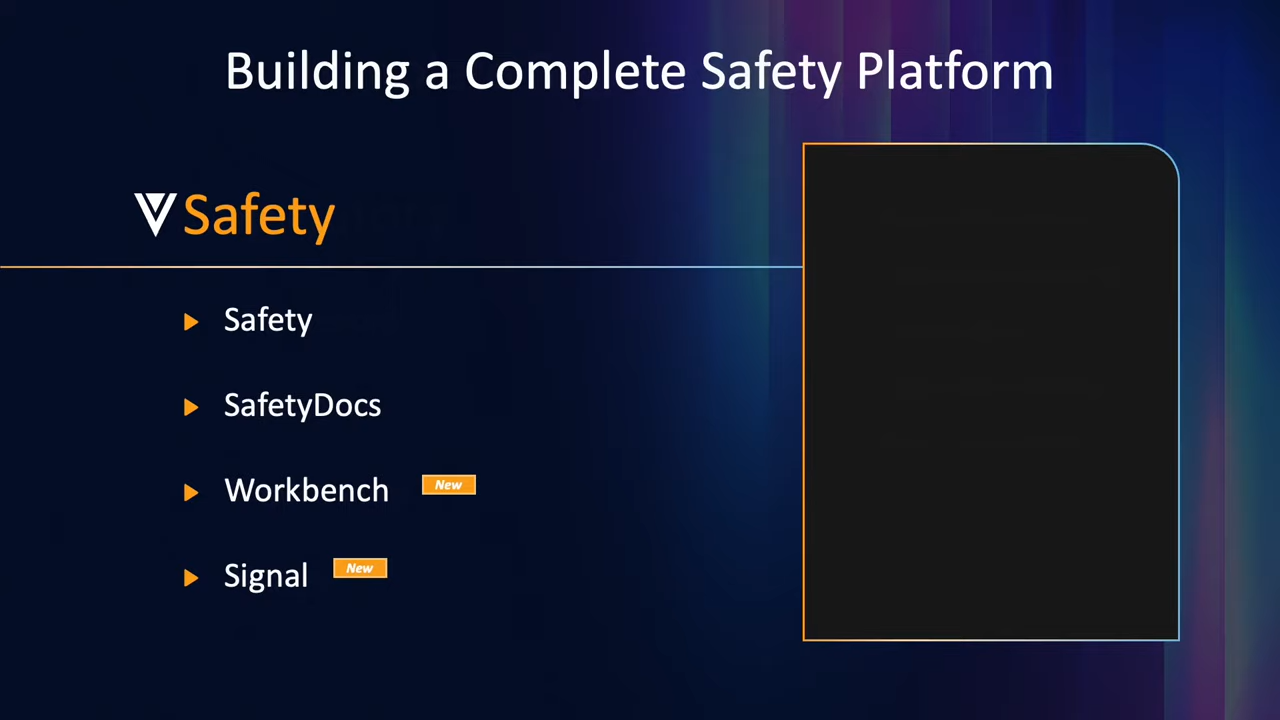 Building a Complete Safety Platform
Safety
Safety
SafetyDocs
Workbench New
Signal New